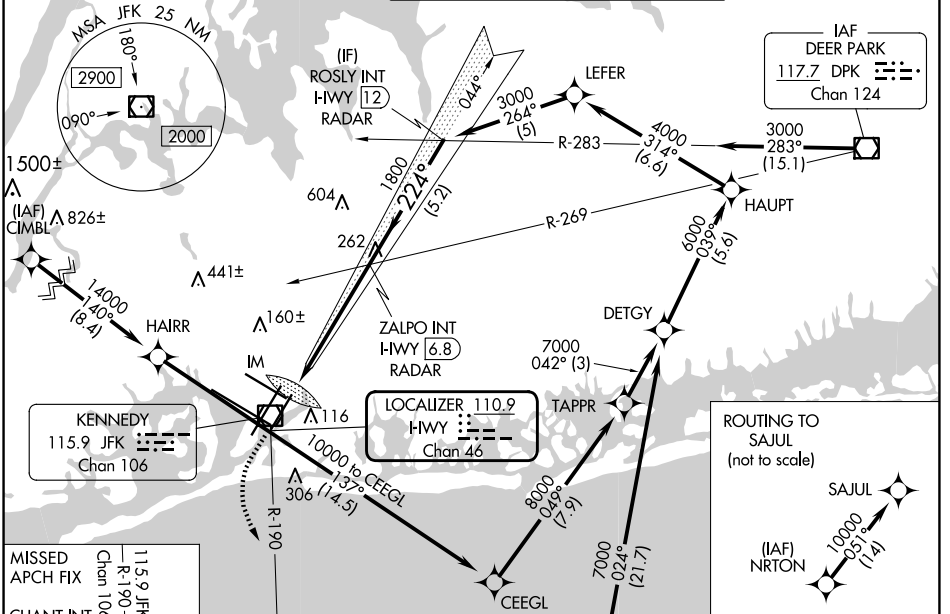 MSA JFK 25 NM
180°
2900
090°
2000
1500±
(IAF)
CIMBL
826±
14000
140°
(8.4)
HAIRR
441±
160±
604
262
(IF)
ROSLY INT
I-HWY 12
RADAR
044°
1800
224°
(5.2)
LEFER
3000
264°
(5)
R-283
IAF
DEER PARK
117.7 DPK
Chan 124
3000
283°
(15.1)
4000
314°
(6.6)
HAUPT
R-269
6000
039°
(5.6)
DETGY
7000
042° (3)
TAPPR
ZALPO INT
I-IWY 6.8
RADAR
IM
KENNEDY
115.9 JFK
Chan 106
116
LOCALIZER 110.9
I-IWY
Chan 46
10000 to CEEGL
137°
(14.5)
306
R-190
8000
049°
(7.9)
CEEGL
7000
024°
(21.7)
ROUTING TO
SAJUL
(not to scale)
SAJUL
10000
051°
(14)
(IAF)
NRTON
MISSED
APCH FIX
115.9 JFK
R-190
Chan 106
CHANT INT